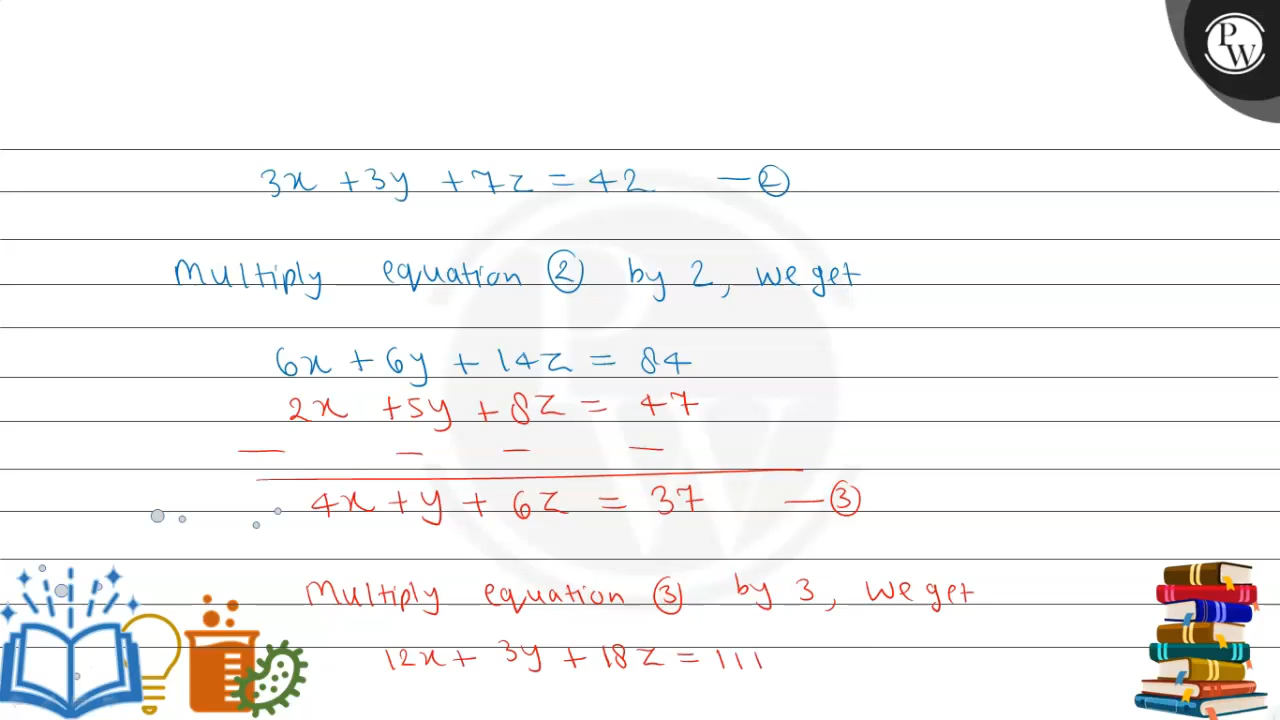 PW
3x + 3y + 7z = 42 — ②
Multiply equation ② by 2, we get
6x + 6y + 14z = 84
2x + 5y + 8z = 47
— — — —
4x + y + 6z = 37 — ③
Multiply equation ③ by 3, we get
12x + 3y + 18z = 111